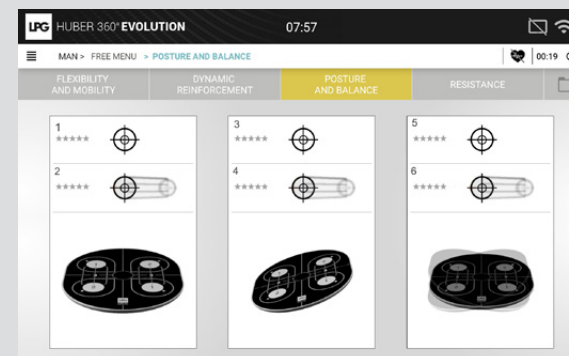 LPG HUBER 360° EVOLUTION 07:57
MAN > FREE MENU > POSTURE AND BALANCE 00:19
FLEXIBILITY AND MOBILITY
DYNAMIC REINFORCEMENT
POSTURE AND BALANCE
RESISTANCE
1
*****
2
*****
3
*****
4
*****
5
*****
6
*****